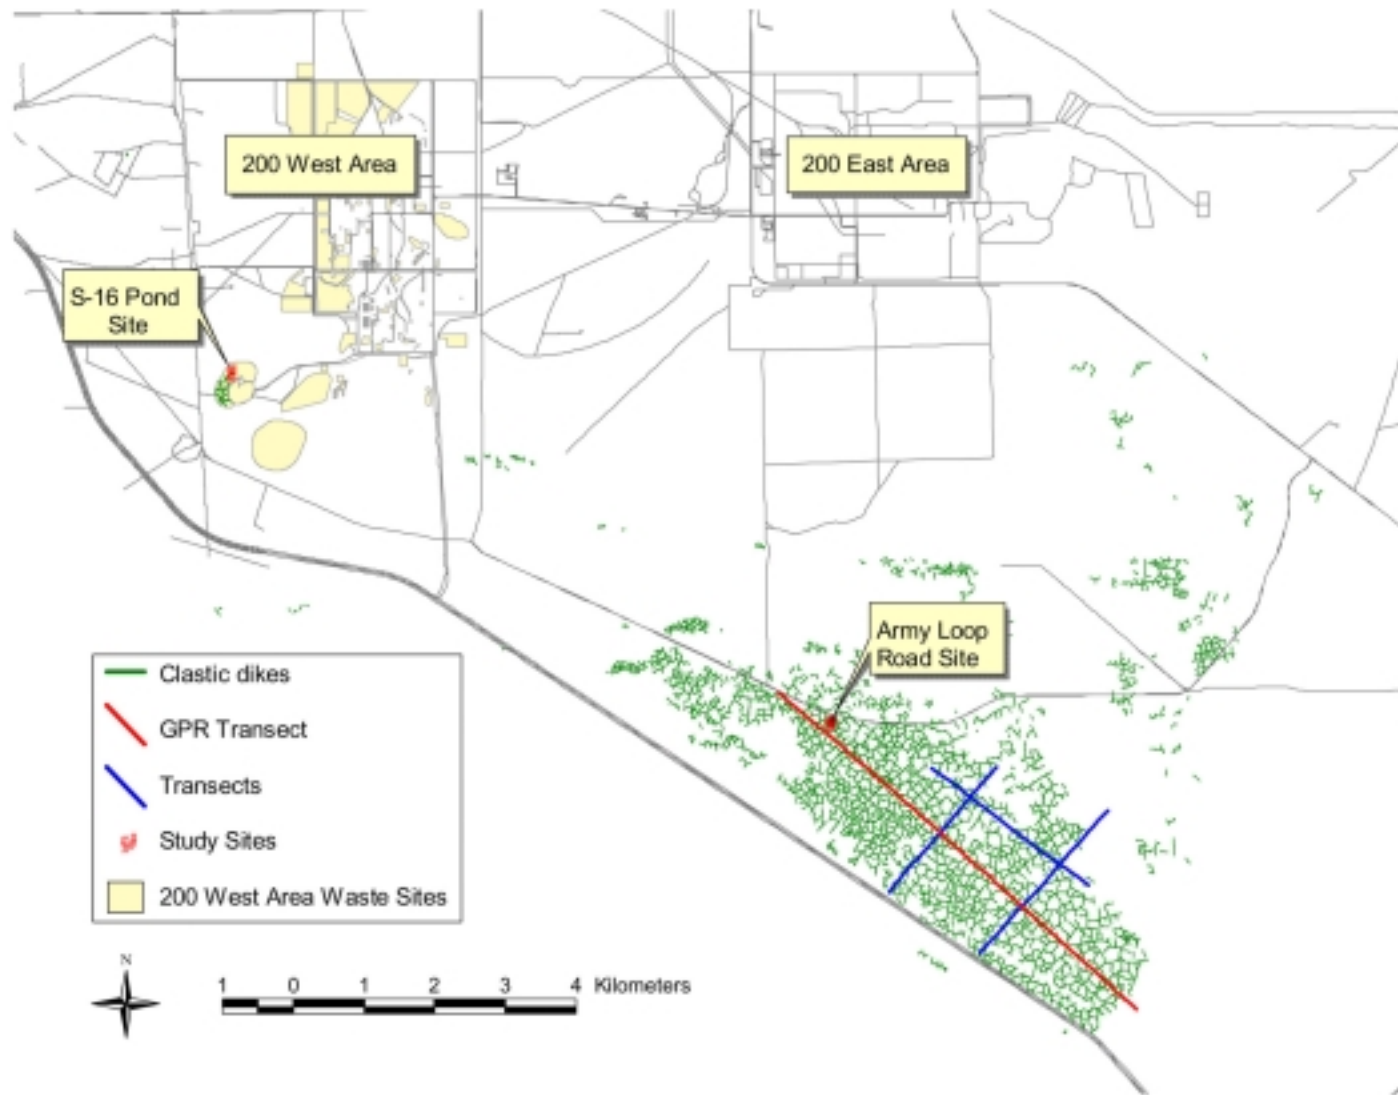 200 West Area
200 East Area
S-16 Pond
Site
Army Loop
Road Site
Clastic dikes
GPR Transect
Transects
Study Sites
200 West Area Waste Sites
N
1 0 1 2 3 4 Kilometers